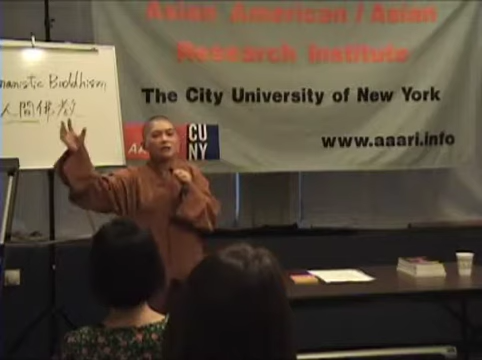 Humanistic Buddhism
人間佛教
Asian American / Asian
Research Institute
The City University of New York
CU
NY
www.aaari.info